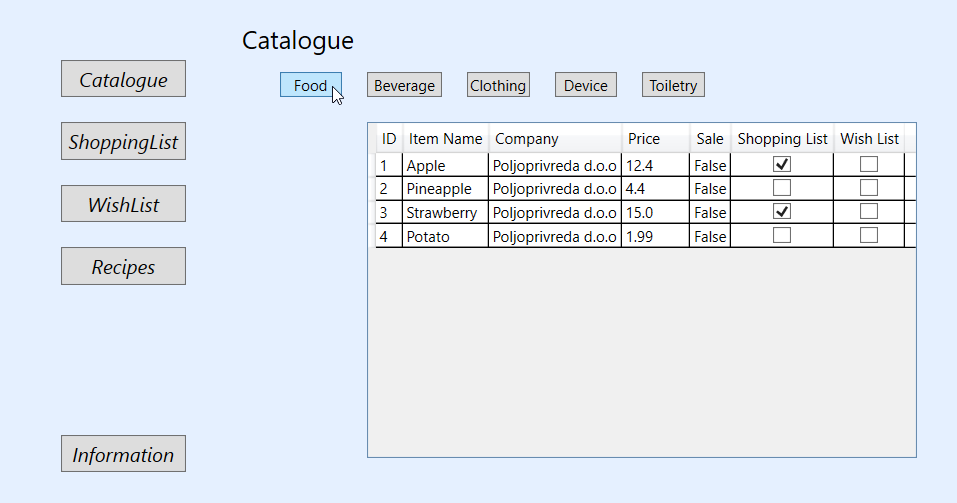 Catalogue
Catalogue
ShoppingList
WishList
Recipes
Information
Food Beverage Clothing Device Toiletry
ID Item Name Company Price Sale Shopping List Wish List
1 Apple Poljoprivreda d.o.o 12.4 False
2 Pineapple Poljoprivreda d.o.o 4.4 False
3 Strawberry Poljoprivreda d.o.o 15.0 False
4 Potato Poljoprivreda d.o.o 1.99 False